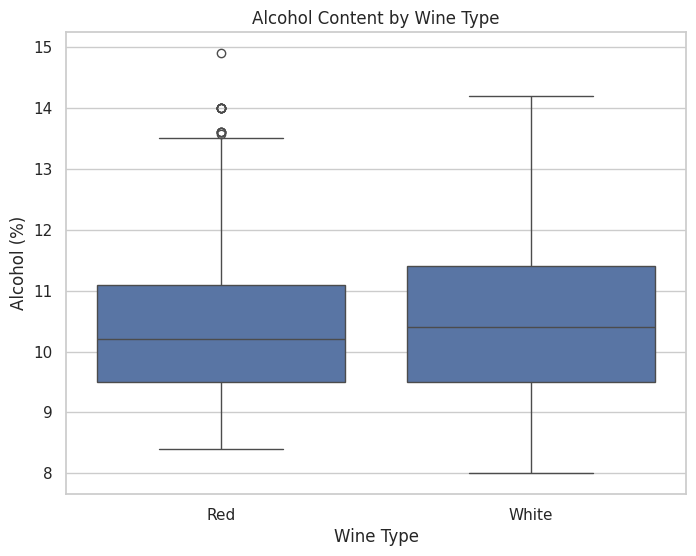 Alcohol Content by Wine Type
Alcohol (%)
15
14
13
12
11
10
9
8
Red White
Wine Type